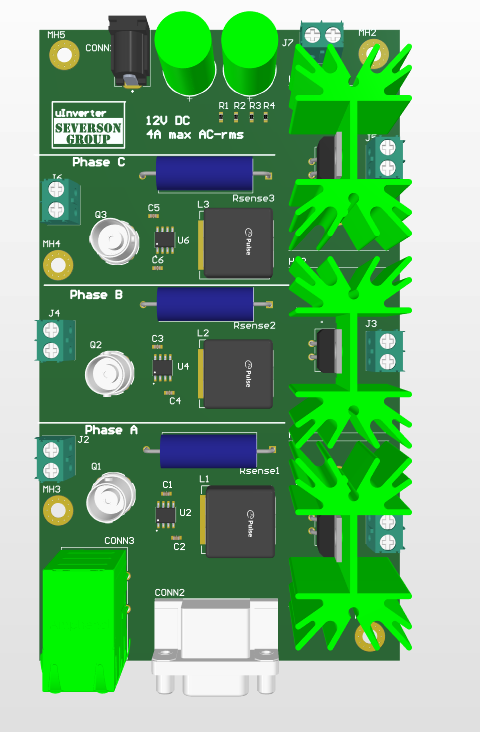 MH5
CONN
J7
MH2
R1 R2 R3 R4
uInverter
SEVERSON
GROUP
12V DC
4A max AC-rms
J5
Phase C
J6
Rsense3
C5
L3
Q3
U6
Pulse
MH4
C6
Phase B
Rsense2
J4
J3
C3
L2
Q2
U4
Pulse
C4
Phase A
J2
Rsense1
Q1
L1
C1
MH3
U2
Pulse
C2
CONN3
CONN2